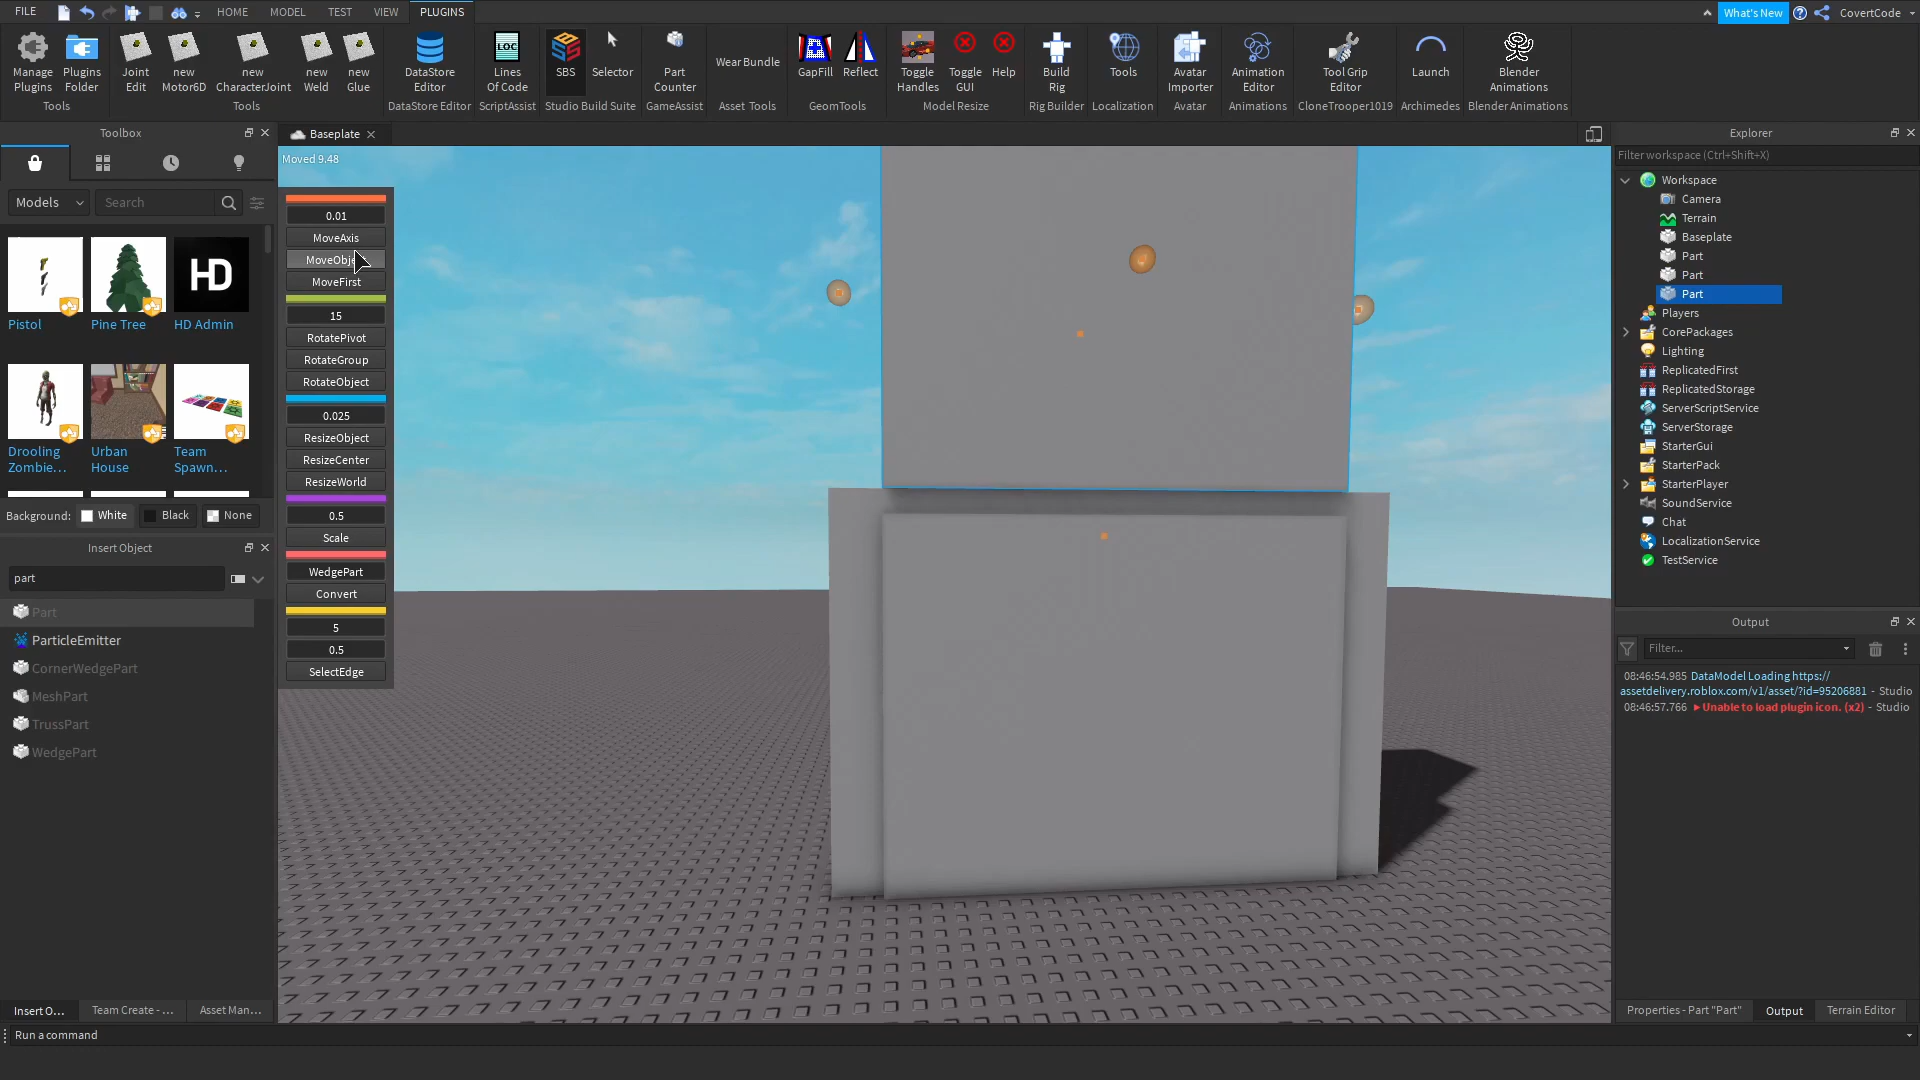 FILE
HOME
MODEL
TEST
VIEW
PLUGINS
What's New
CovertCode
Manage Plugins
Plugins Folder
Joint Edit
new Motor6D
new CharacterJoint
new Weld
new Glue
DataStore Editor
LOC
Lines Of Code
SBS
Selector
Part Counter
Wear Bundle
GapFill
Reflect
Toggle Handles
Toggle GUI
Help
Build Rig
Tools
Avatar Importer
Animation Editor
Tool Grip Editor
Launch
Blender Animations
Tools
Tools
DataStore Editor
ScriptAssist
Studio Build Suite
GameAssist
Asset Tools
GeomTools
Model Resize
Rig Builder
Localization
Avatar
Animations
CloneTrooper1019
Archimedes
Blender Animations
Toolbox
Models
Search
HD
Pistol
Pine Tree
HD Admin
Drooling Zombie...
Urban House
Team Spawn...
Background:
White
Black
None
Insert Object
part
Part
ParticleEmitter
CornerWedgePart
MeshPart
TrussPart
WedgePart
Insert O...
Team Create - ...
Asset Man...
Run a command
Baseplate
Moved 9.48
0.01
MoveAxis
MoveObje
MoveFirst
15
RotatePivot
RotateGroup
RotateObject
0.025
ResizeObject
ResizeCenter
ResizeWorld
0.5
Scale
WedgePart
Convert
5
0.5
SelectEdge
Explorer
Filter workspace (Ctrl+Shift+X)
Workspace
Camera
Terrain
Baseplate
Part
Part
Part
Players
CorePackages
Lighting
ReplicatedFirst
ReplicatedStorage
ServerScriptService
ServerStorage
StarterGui
StarterPack
StarterPlayer
SoundService
Chat
LocalizationService
TestService
Output
Filter...
08:46:54.985 DataModel Loading https://
assetdelivery.roblox.com/v1/asset/?id=95206881 - Studio
08:46:57.766 Unable to load plugin icon. (x2) - Studio
Properties - Part "Part"
Output
Terrain Editor